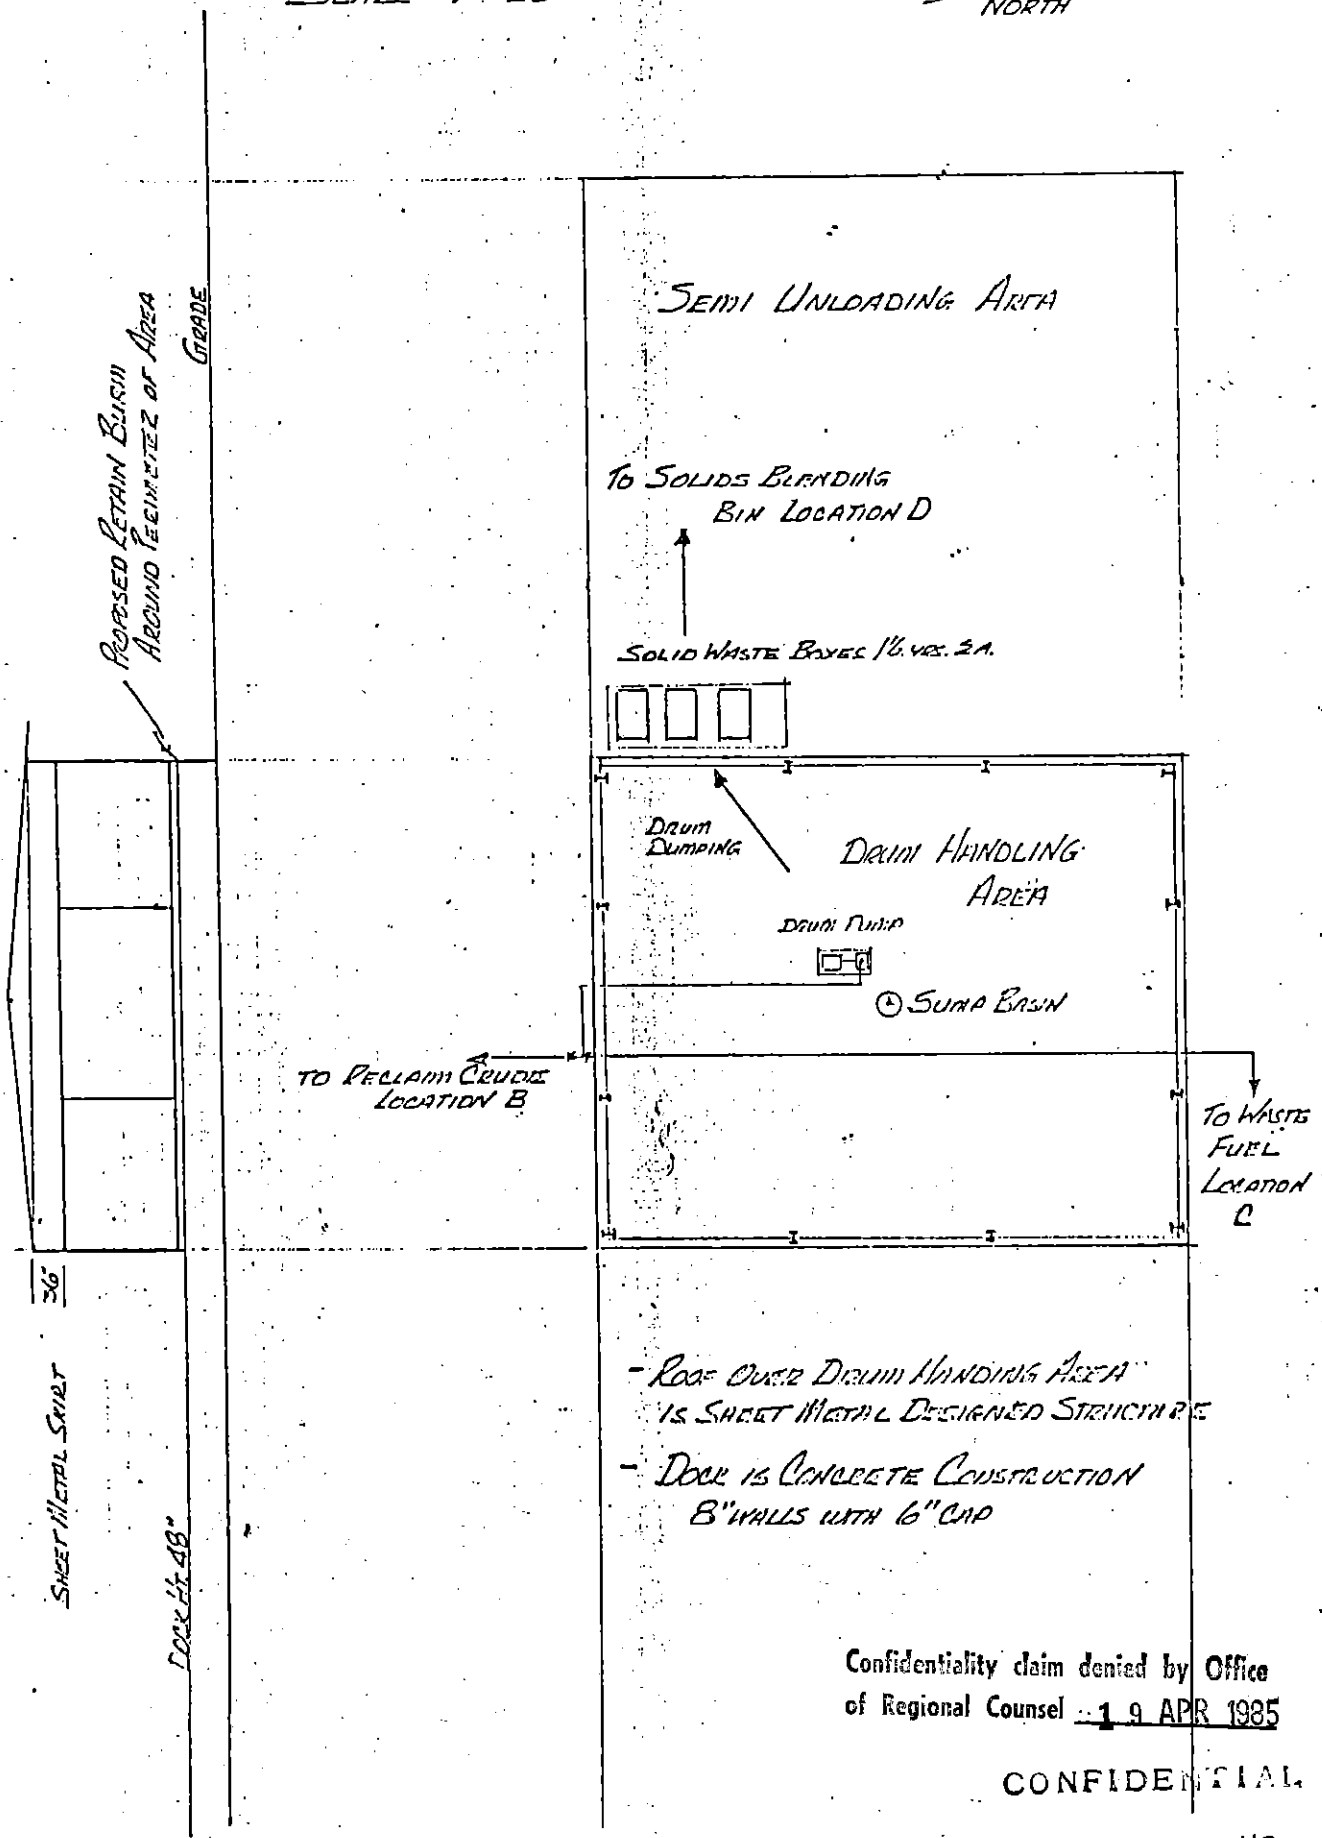 NORTH
SEMI UNLOADING AREA
TO SOLIDS BLENDING
BIN LOCATION D
SOLID WASTE BOXES
DRUM
DUMPING
DRUM HANDLING
AREA
DRUM PUMP
SUMP BASIN
TO RECLAIM CRUDE
LOCATION B
TO WASTE
FUEL
LOCATION
C
PROPOSED RETAIN BURM
AROUND PERIMETER OF AREA
GRADE
36"
SHEET METAL SKIRT
DOCK HT. 48"
- ROOF OVER DRUM HANDING AREA
IS SHEET METAL DESIGNED STRUCTURE
- DOCK IS CONCRETE CONSTRUCTION
8" WALLS WITH 6" CAP
Confidentiality claim denied by Office
of Regional Counsel 19 APR 1985
CONFIDENTIAL